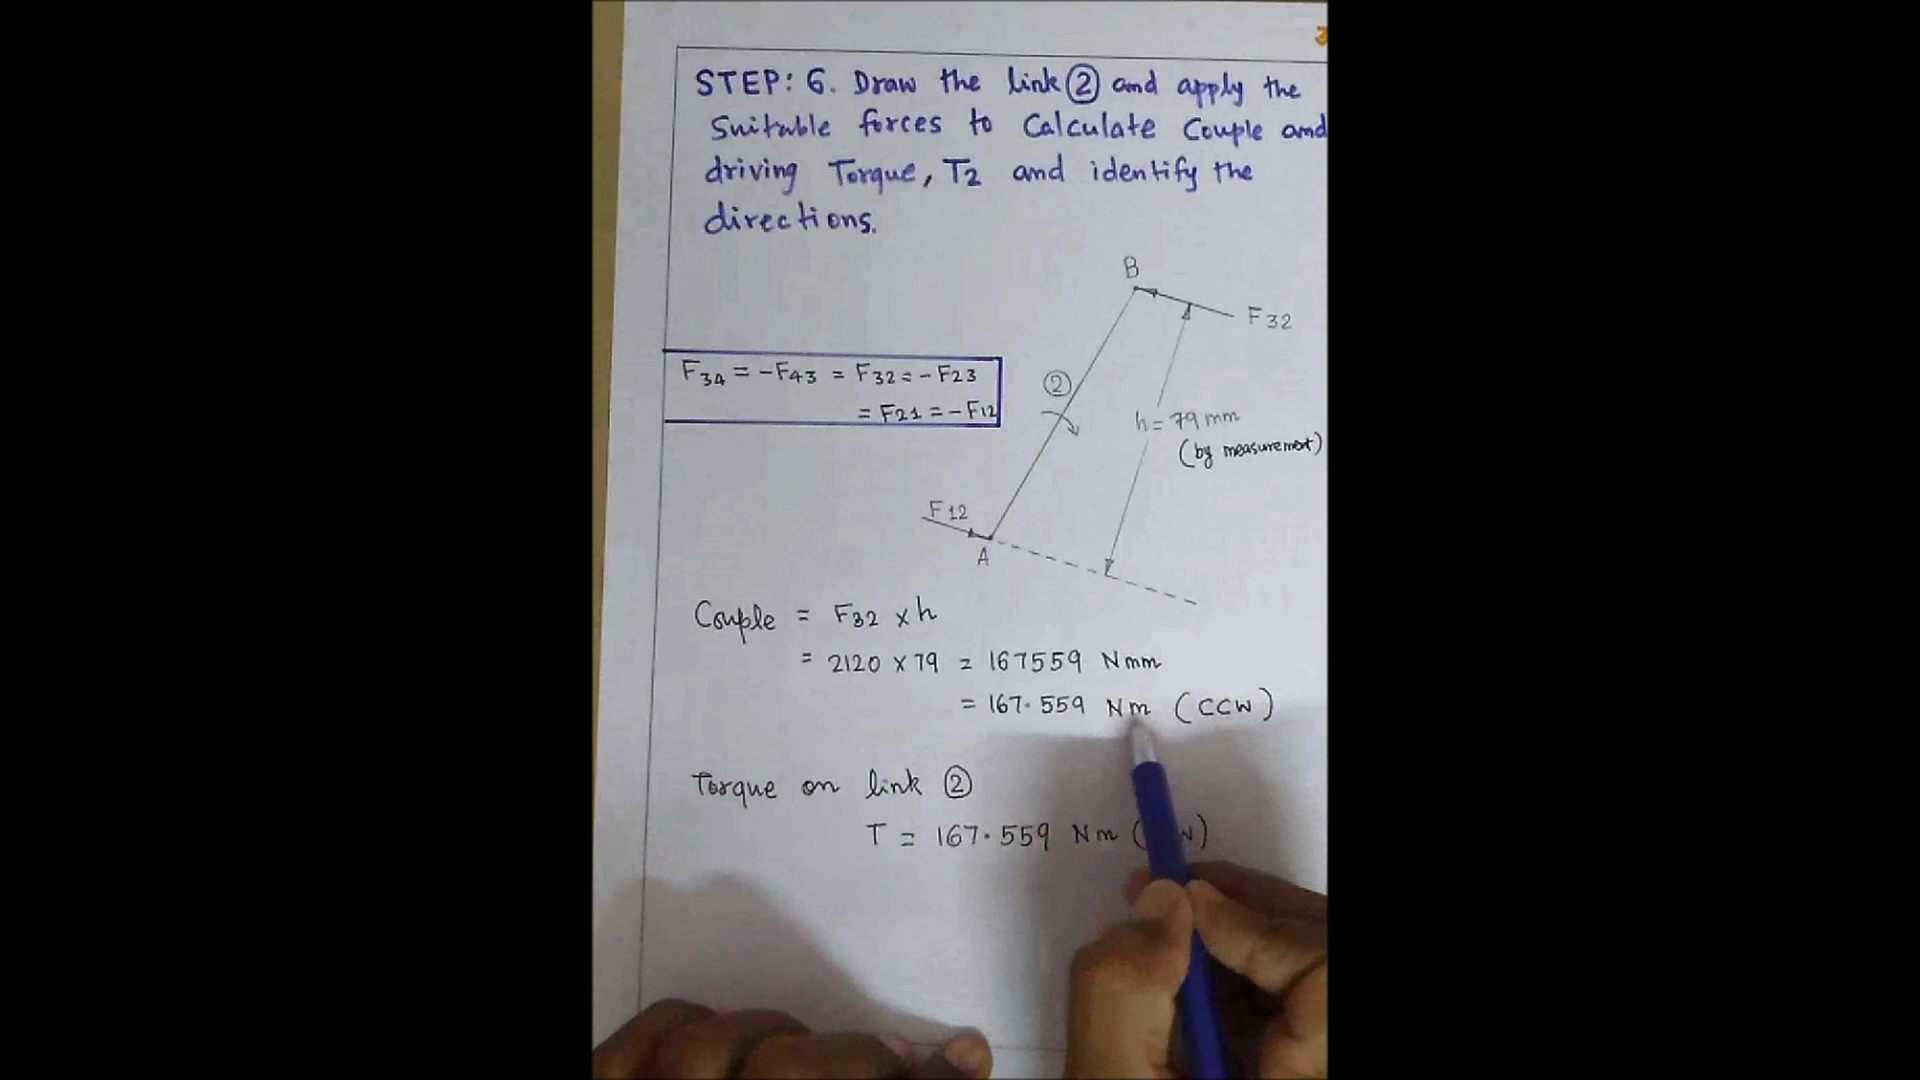 STEP: 6. Draw the link ② and apply the
Suitable forces to Calculate Couple and
driving Torque, T2 and identify the
directions.
B
F32
F34 = -F43 = F32 = -F23
= F21 = -F12
②
h = 79 mm
(by measurement)
F12
A
Couple = F32 x h
= 2120 x 79 = 167559 Nmm
= 167.559 Nm (CCW)
Torque on link ②
T = 167.559 Nm